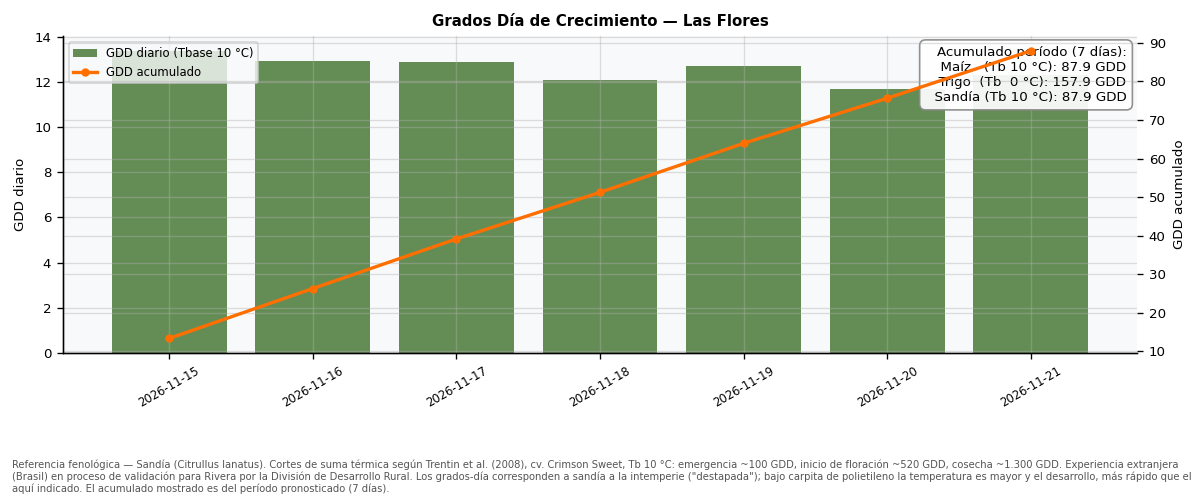 Grados Día de Crecimiento — Las Flores
GDD diario (Tbase 10 °C)
GDD acumulado
Acumulado período (7 días):
Maíz (Tb 10 °C): 87.9 GDD
Trigo (Tb 0 °C): 157.9 GDD
Sandía (Tb 10 °C): 87.9 GDD
GDD diario
14
12
10
8
6
4
2
0
90
80
70
60
50
40
30
20
10
GDD acumulado
2026-11-15
2026-11-16
2026-11-17
2026-11-18
2026-11-19
2026-11-20
2026-11-21
Referencia fenológica — Sandía (Citrullus lanatus). Cortes de suma térmica según Trentin et al. (2008), cv. Crimson Sweet, Tb 10 °C: emergencia ~100 GDD, inicio de floración ~520 GDD, cosecha ~1.300 GDD. Experiencia extranjera
(Brasil) en proceso de validación para Rivera por la División de Desarrollo Rural. Los grados-día corresponden a sandía a la intemperie ("destapada"); bajo carpita de polietileno la temperatura es mayor y el desarrollo, más rápido que el
aquí indicado. El acumulado mostrado es del período pronosticado (7 días).